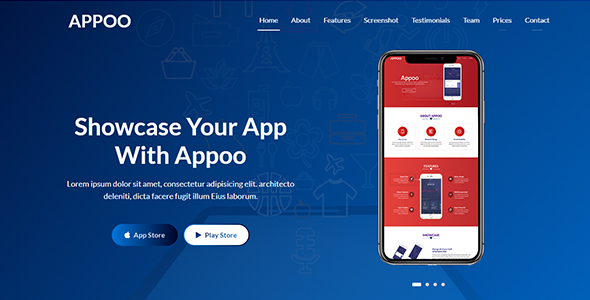 APPOO
Home About Features Screenshot Testimonials Team Prices Contact
Showcase Your App
With Appoo
Lorem ipsum dolor sit amet, consectetur adipisicing elit. architecto
deleniti, dicta facere fugit illum Eius laborum.
App Store
Play Store
APPOO
Appoo
ABOUT APPOO
FEATURES
SHOWCASE